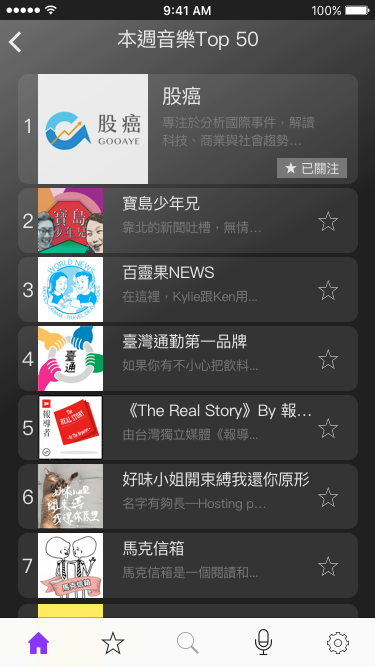 9:41 AM
100%
本週音樂Top 50
1
股癌
GOOAYE
股癌
專注於分析國際事件，解讀
科技、商業與社會趨勢…
★ 已關注
2
寶島
少年兄
寶島少年兄
靠北的新聞吐槽，無情…
3
WORLD NEWS
百靈果NEWS
在這裡，Kylie跟Ken用...
4
臺
通
臺灣通勤第一品牌
如果你有不小心把飲料...
5
報導者
The
REAL STORY
《The Real Story》By 報…
由台灣獨立媒體《報導...
6
好味小姐
開束縛
我還你原形
好味小姐開束縛我還你原形
名字有夠長—Hosting p…
7
馬克信箱
馬克信箱
馬克信箱是一個閱讀和...